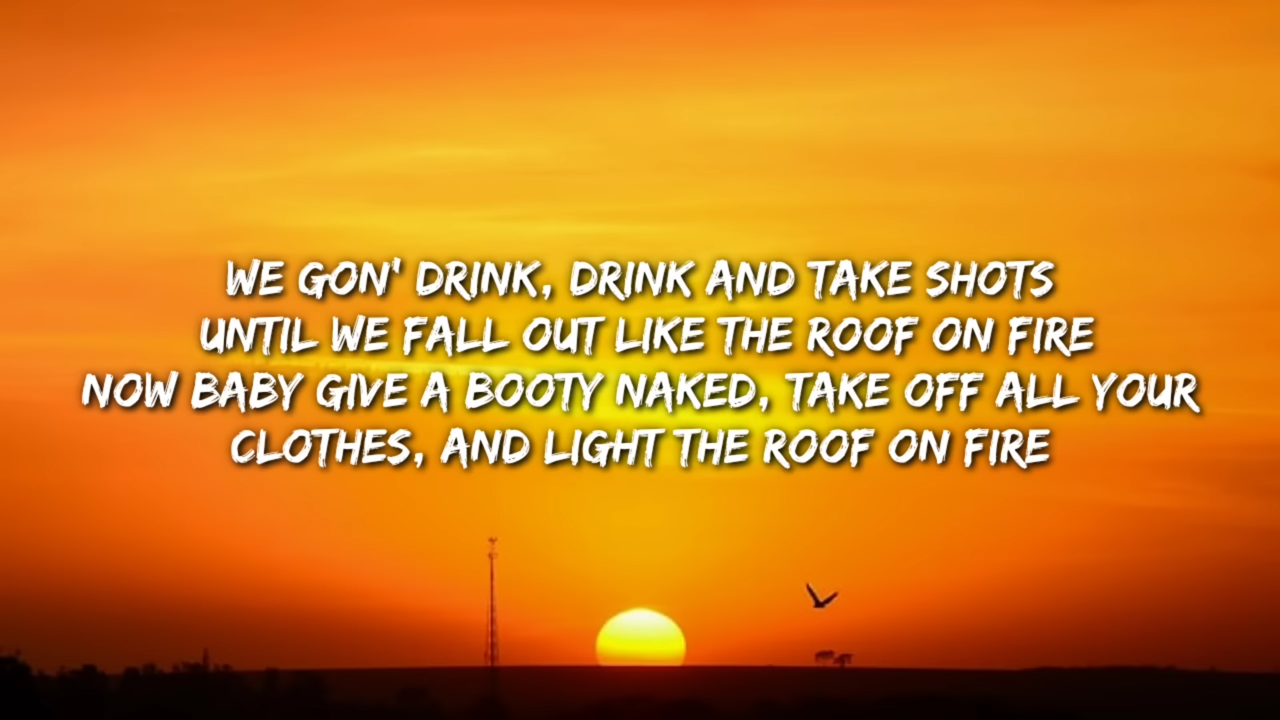 WE GON' DRINK, DRINK AND TAKE SHOTS
UNTIL WE FALL OUT LIKE THE ROOF ON FIRE
NOW BABY GIVE A BOOTY NAKED, TAKE OFF ALL YOUR
CLOTHES, AND LIGHT THE ROOF ON FIRE